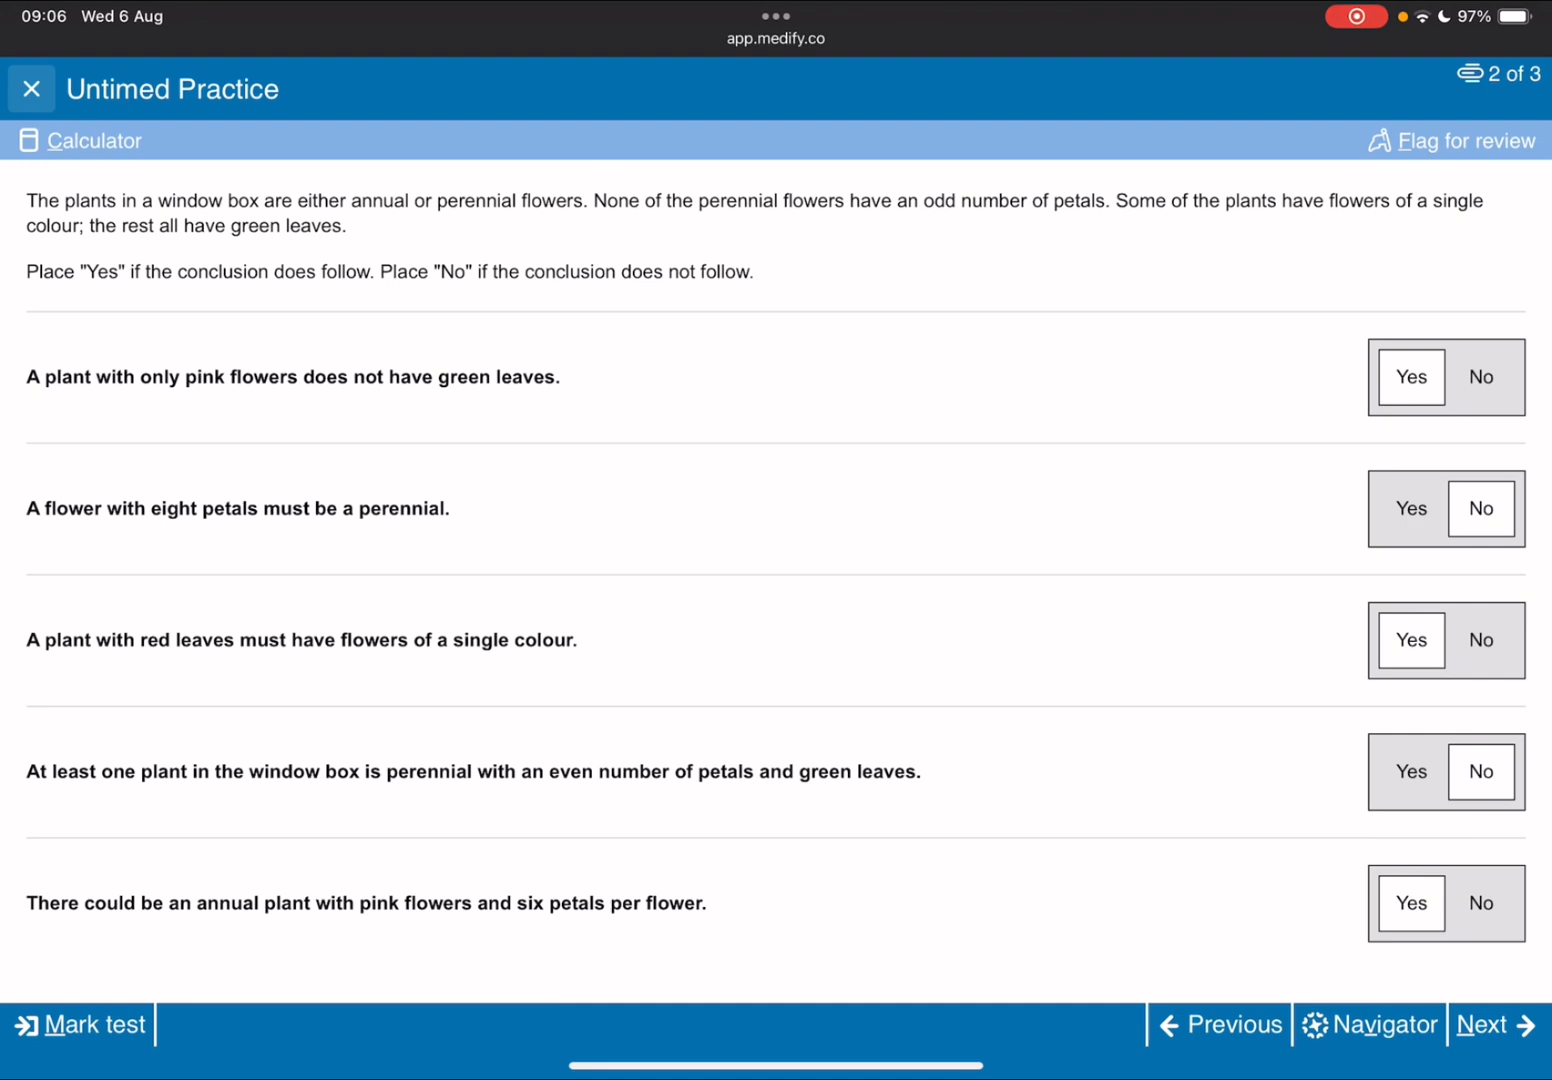 09:06 Wed 6 Aug
97%
app.medify.co
Untimed Practice
2 of 3
Calculator
Flag for review
The plants in a window box are either annual or perennial flowers. None of the perennial flowers have an odd number of petals. Some of the plants have flowers of a single
colour; the rest all have green leaves.
Place "Yes" if the conclusion does follow. Place "No" if the conclusion does not follow.
A plant with only pink flowers does not have green leaves.
Yes No
A flower with eight petals must be a perennial.
Yes No
A plant with red leaves must have flowers of a single colour.
Yes No
At least one plant in the window box is perennial with an even number of petals and green leaves.
Yes No
There could be an annual plant with pink flowers and six petals per flower.
Yes No
Mark test
Previous
Navigator
Next